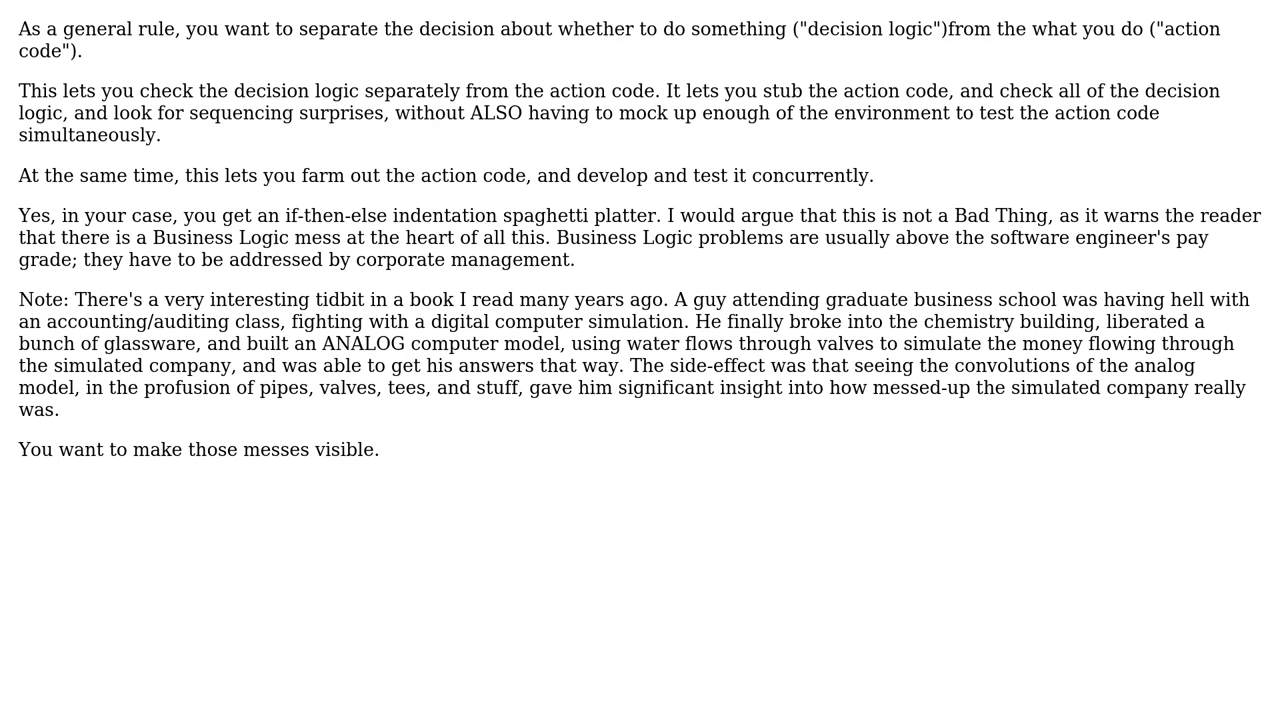 As a general rule, you want to separate the decision about whether to do something ("decision logic")from the what you do ("action
code").
This lets you check the decision logic separately from the action code. It lets you stub the action code, and check all of the decision
logic, and look for sequencing surprises, without ALSO having to mock up enough of the environment to test the action code
simultaneously.
At the same time, this lets you farm out the action code, and develop and test it concurrently.
Yes, in your case, you get an if-then-else indentation spaghetti platter. I would argue that this is not a Bad Thing, as it warns the reader
that there is a Business Logic mess at the heart of all this. Business Logic problems are usually above the software engineer's pay
grade; they have to be addressed by corporate management.
Note: There's a very interesting tidbit in a book I read many years ago. A guy attending graduate business school was having hell with
an accounting/auditing class, fighting with a digital computer simulation. He finally broke into the chemistry building, liberated a
bunch of glassware, and built an ANALOG computer model, using water flows through valves to simulate the money flowing through
the simulated company, and was able to get his answers that way. The side-effect was that seeing the convolutions of the analog
model, in the profusion of pipes, valves, tees, and stuff, gave him significant insight into how messed-up the simulated company really
was.
You want to make those messes visible.